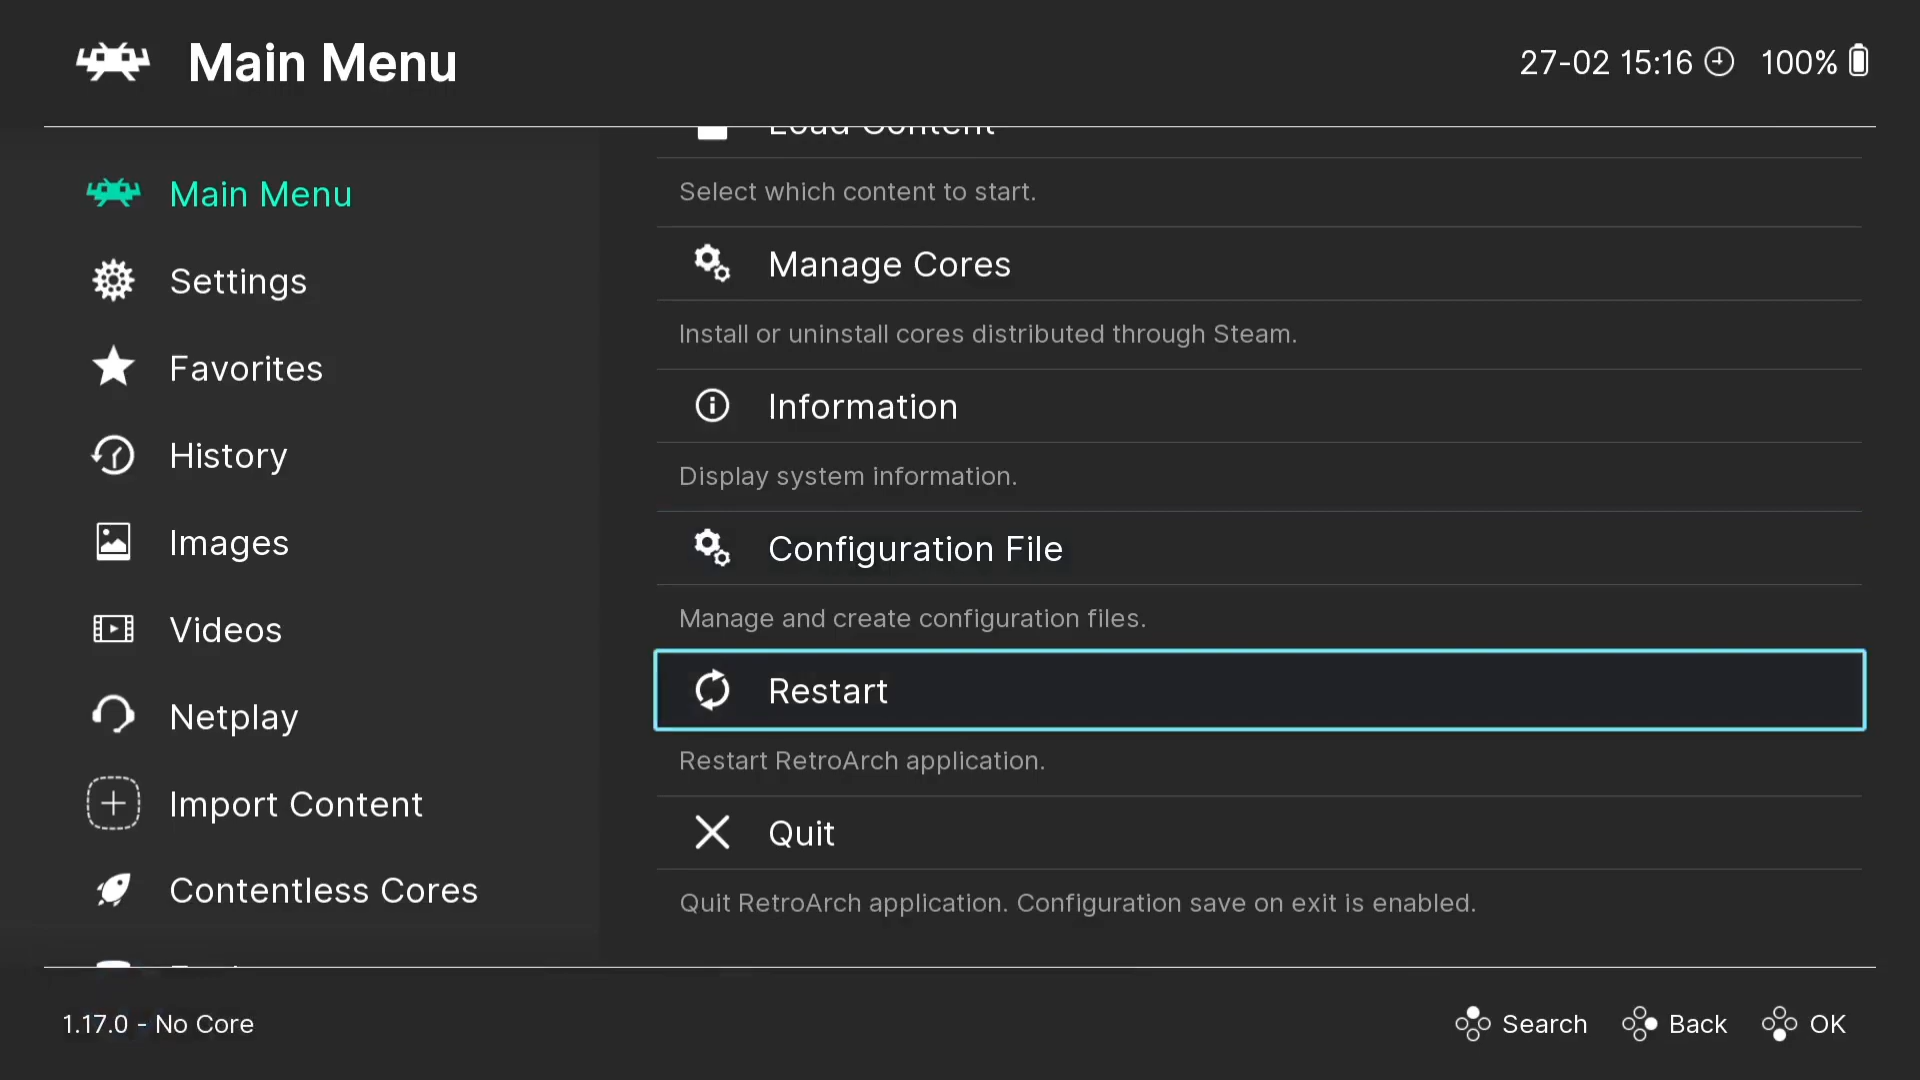 Main Menu
27-02 15:16
100%
Main Menu
Settings
Favorites
History
Images
Videos
Netplay
Import Content
Contentless Cores
Load Content
Select which content to start.
Manage Cores
Install or uninstall cores distributed through Steam.
Information
Display system information.
Configuration File
Manage and create configuration files.
Restart
Restart RetroArch application.
Quit
Quit RetroArch application. Configuration save on exit is enabled.
1.17.0 - No Core
Search
Back
OK